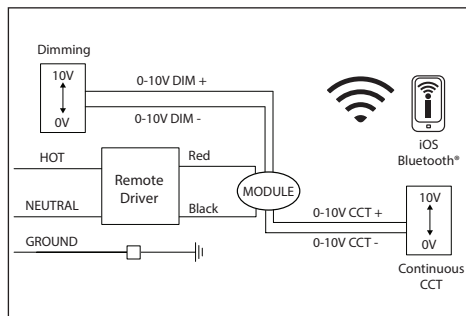 Dimming
10V
0V
0-10V DIM +
0-10V DIM -
iOS
Bluetooth®
HOT
NEUTRAL
GROUND
Remote
Driver
Red
Black
MODULE
0-10V CCT +
0-10V CCT -
10V
0V
Continuous
CCT